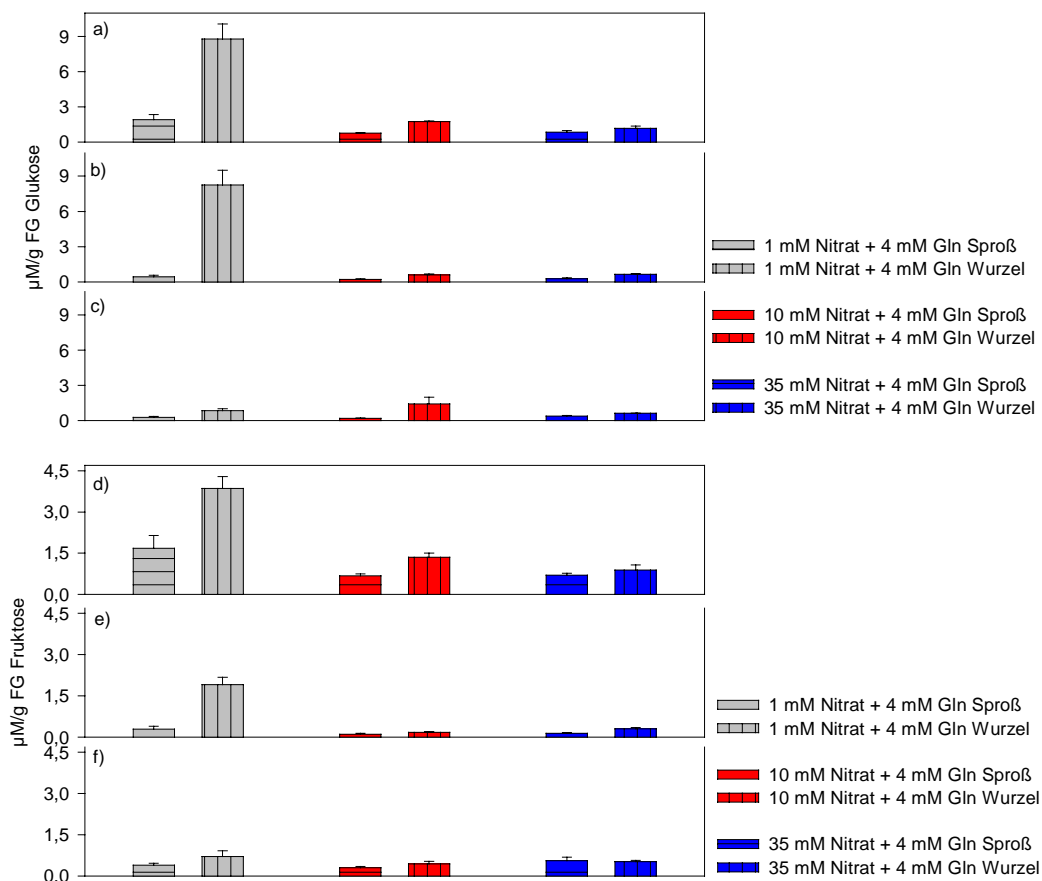 a)
9
6
3
0
b)
9
6
3
0
c)
9
6
3
0
µM/g FG Glukose
1 mM Nitrat + 4 mM Gln Sproß
1 mM Nitrat + 4 mM Gln Wurzel
10 mM Nitrat + 4 mM Gln Sproß
10 mM Nitrat + 4 mM Gln Wurzel
35 mM Nitrat + 4 mM Gln Sproß
35 mM Nitrat + 4 mM Gln Wurzel
d)
4,5
3,0
1,5
0,0
e)
4,5
3,0
1,5
0,0
f)
4,5
3,0
1,5
0,0
µM/g FG Fruktose
1 mM Nitrat + 4 mM Gln Sproß
1 mM Nitrat + 4 mM Gln Wurzel
10 mM Nitrat + 4 mM Gln Sproß
10 mM Nitrat + 4 mM Gln Wurzel
35 mM Nitrat + 4 mM Gln Sproß
35 mM Nitrat + 4 mM Gln Wurzel